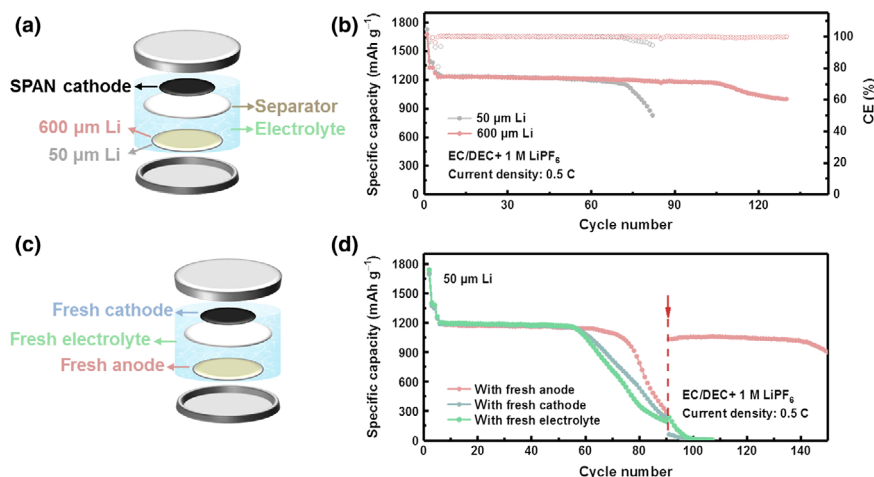 (a)
SPAN cathode
Separator
600 μm Li
Electrolyte
50 μm Li
(b)
Specific capacity (mAh g⁻¹)
1800
1500
1200
900
600
300
0
50 μm Li
600 μm Li
EC/DEC+ 1 M LiPF₆
Current density: 0.5 C
100
80
60
40
20
0
CE (%)
0 30 60 90 120
Cycle number
(c)
Fresh cathode
Fresh electrolyte
Fresh anode
(d)
Specific capacity (mAh g⁻¹)
1800
1500
1200
900
600
300
0
50 μm Li
With fresh anode
With fresh cathode
With fresh electrolyte
EC/DEC+ 1 M LiPF₆
Current density: 0.5 C
0 20 40 60 80 100 120 140
Cycle number